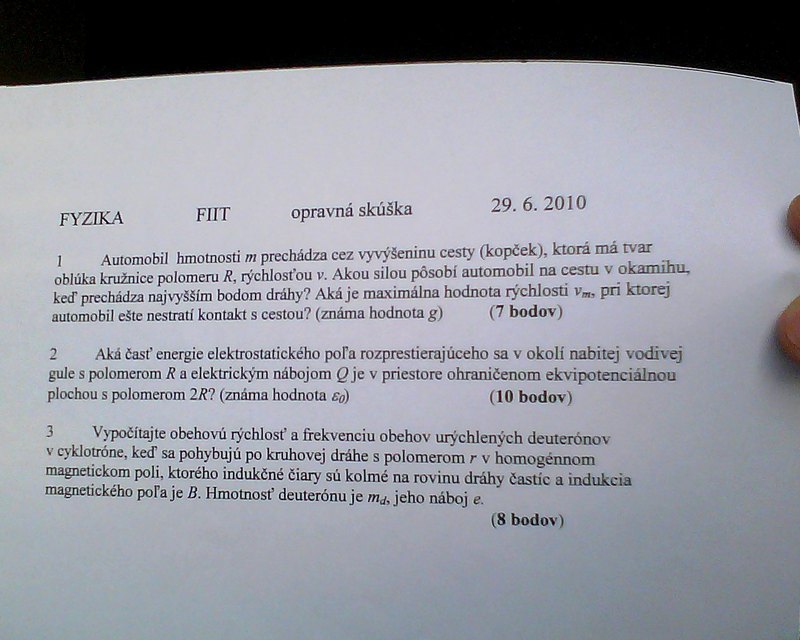 FYZIKA FIIT opravná skúška 29. 6. 2010
1 Automobil hmotnosti m prechádza cez vyvýšeninu cesty (kopček), ktorá má tvar
oblúka kružnice polomeru R, rýchlosťou v. Akou silou pôsobí automobil na cestu v okamihu,
keď prechádza najvyšším bodom dráhy? Aká je maximálna hodnota rýchlosti vₘ, pri ktorej
automobil ešte nestratí kontakt s cestou? (známa hodnota g) (7 bodov)
2 Aká časť energie elektrostatického poľa rozprestierajúceho sa v okolí nabitej vodivej
gule s polomerom R a elektrickým nábojom Q je v priestore ohraničenom ekvipotenciálnou
plochou s polomerom 2R? (známa hodnota ε₀) (10 bodov)
3 Vypočítajte obehovú rýchlosť a frekvenciu obehov urýchlených deuterónov
v cyklotróne, keď sa pohybujú po kruhovej dráhe s polomerom r v homogénnom
magnetickom poli, ktorého indukčné čiary sú kolmé na rovinu dráhy častíc a indukcia
magnetického poľa je B. Hmotnosť deuterónu je m_d, jeho náboj e.
(8 bodov)